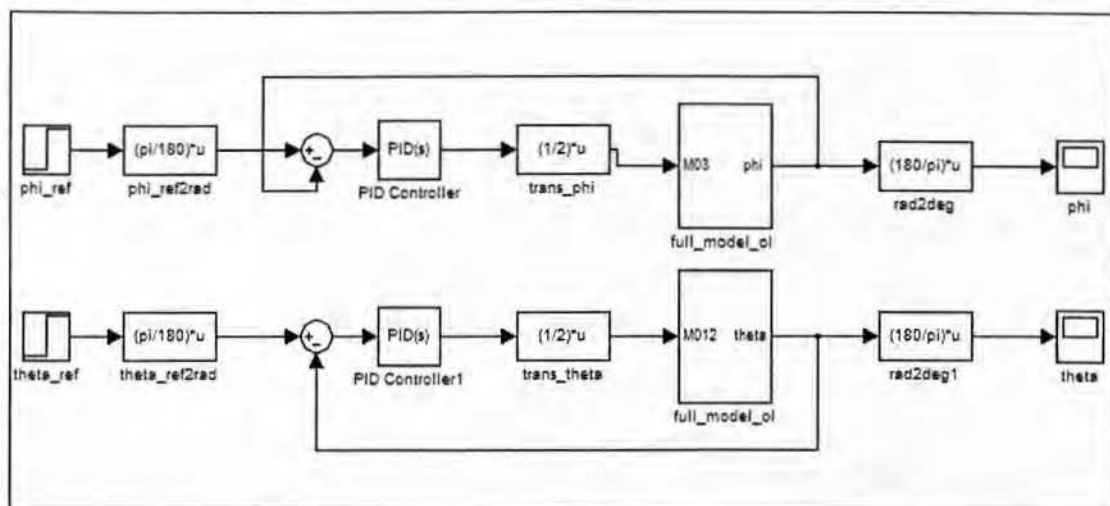 (pi/180)*u
PID(s)
(1/2)*u
M03 phi
(180/pi)*u
phi_ref
phi_ref2rad
PID Controller
trans_phi
full_model_ol
rad2deg
phi
(pi/180)*u
PID(s)
(1/2)*u
M012 theta
(180/pi)*u
theta_ref
theta_ref2rad
PID Controller1
trans_theta
full_model_ol
rad2deg1
theta